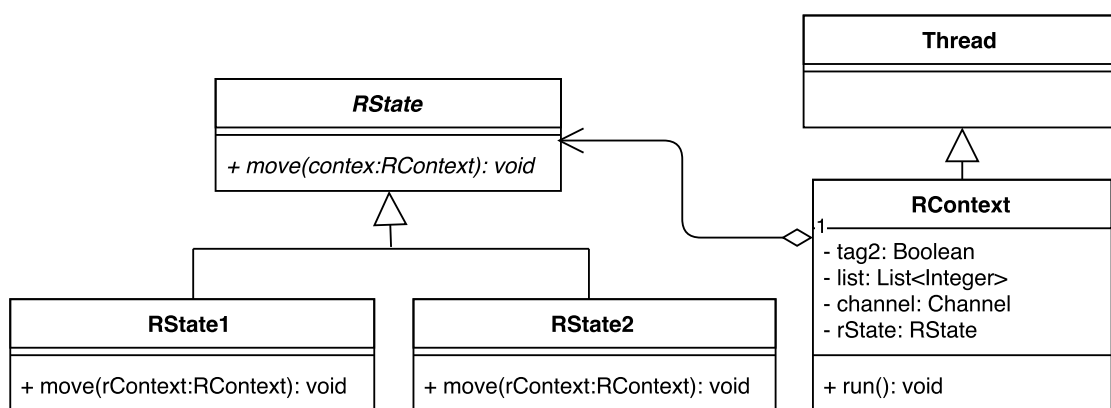 Thread
RState
+ move(contex:RContext): void
RContext
1
- tag2: Boolean
- list: List<Integer>
- channel: Channel
- rState: RState
+ run(): void
RState1
+ move(rContext:RContext): void
RState2
+ move(rContext:RContext): void